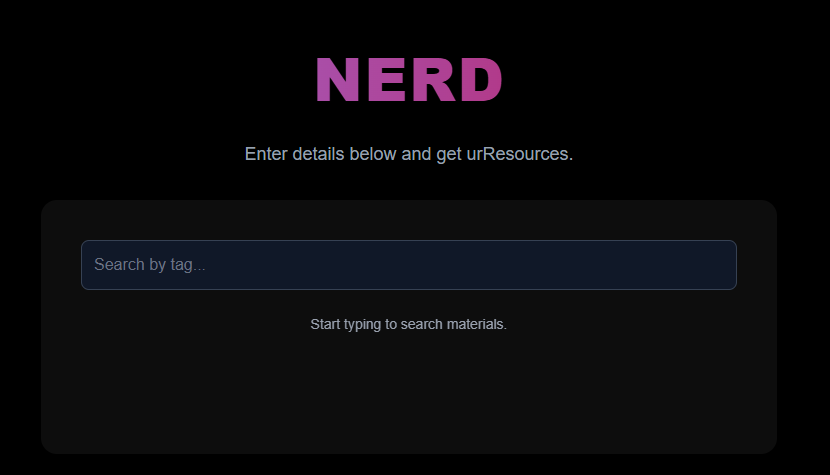 NERD
Enter details below and get urResources.
Search by tag...
Start typing to search materials.